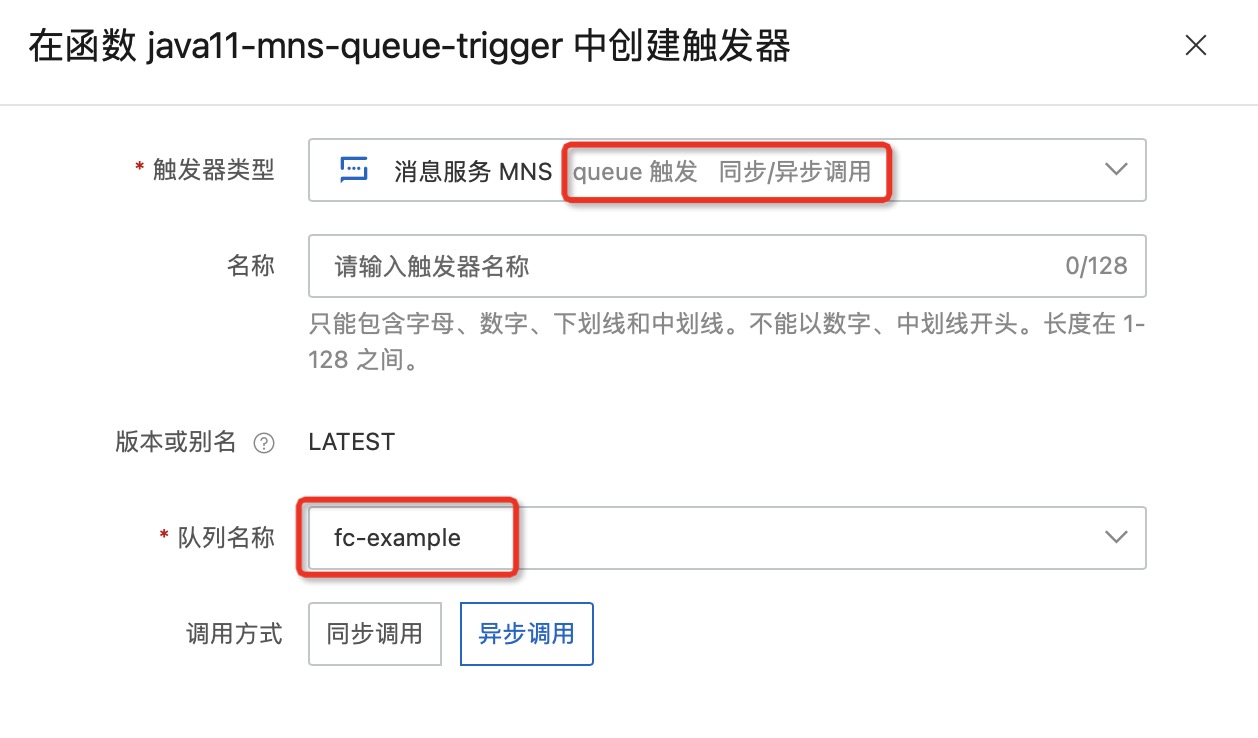 在函数 java11-mns-queue-trigger 中创建触发器
* 触发器类型 消息服务 MNS queue 触发 同步/异步调用
名称 请输入触发器名称 0/128
只能包含字母、数字、下划线和中划线。不能以数字、中划线开头。长度在 1-
128 之间。
版本或别名 ? LATEST
* 队列名称 fc-example
调用方式 同步调用 异步调用